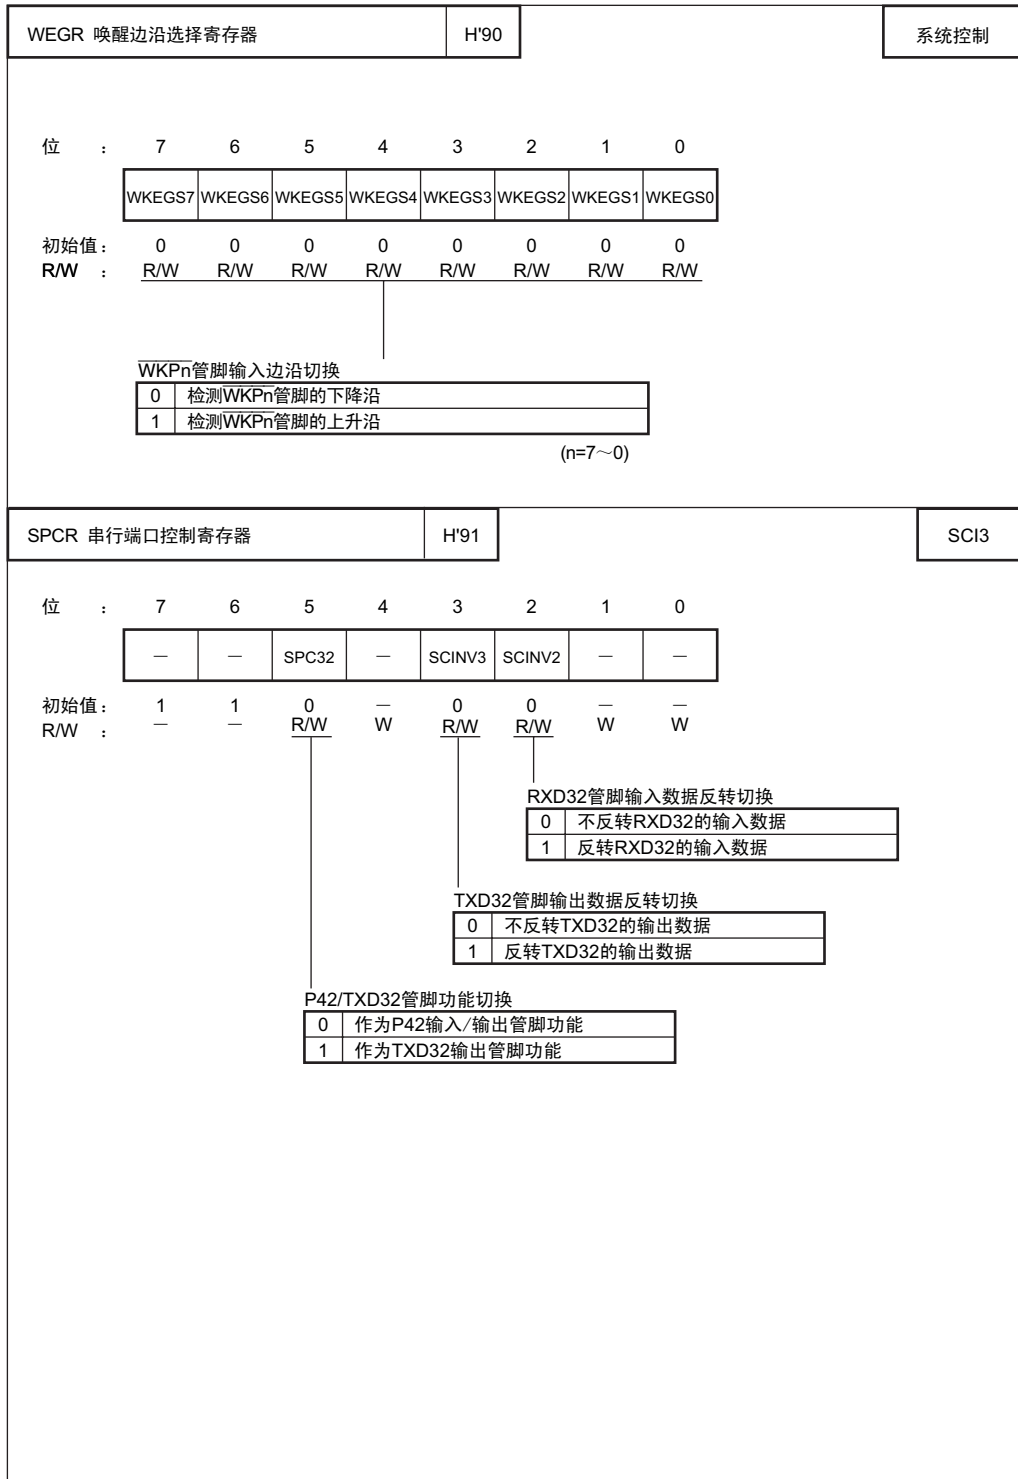 WEGR 唤醒边沿选择寄存器 H'90 系统控制
位 : 7 6 5 4 3 2 1 0
WKEGS7 WKEGS6 WKEGS5 WKEGS4 WKEGS3 WKEGS2 WKEGS1 WKEGS0
初始值: 0 0 0 0 0 0 0 0
R/W : R/W R/W R/W R/W R/W R/W R/W R/W
WKPn管脚输入边沿切换
0 检测WKPn管脚的下降沿
1 检测WKPn管脚的上升沿
(n=7～0)
SPCR 串行端口控制寄存器 H'91 SCI3
位 : 7 6 5 4 3 2 1 0
— — SPC32 — SCINV3 SCINV2 — —
初始值: 1 1 0 — 0 0 — —
R/W : — — R/W W R/W R/W W W
RXD32管脚输入数据反转切换
0 不反转RXD32的输入数据
1 反转RXD32的输入数据
TXD32管脚输出数据反转切换
0 不反转TXD32的输出数据
1 反转TXD32的输出数据
P42/TXD32管脚功能切换
0 作为P42输入/输出管脚功能
1 作为TXD32输出管脚功能